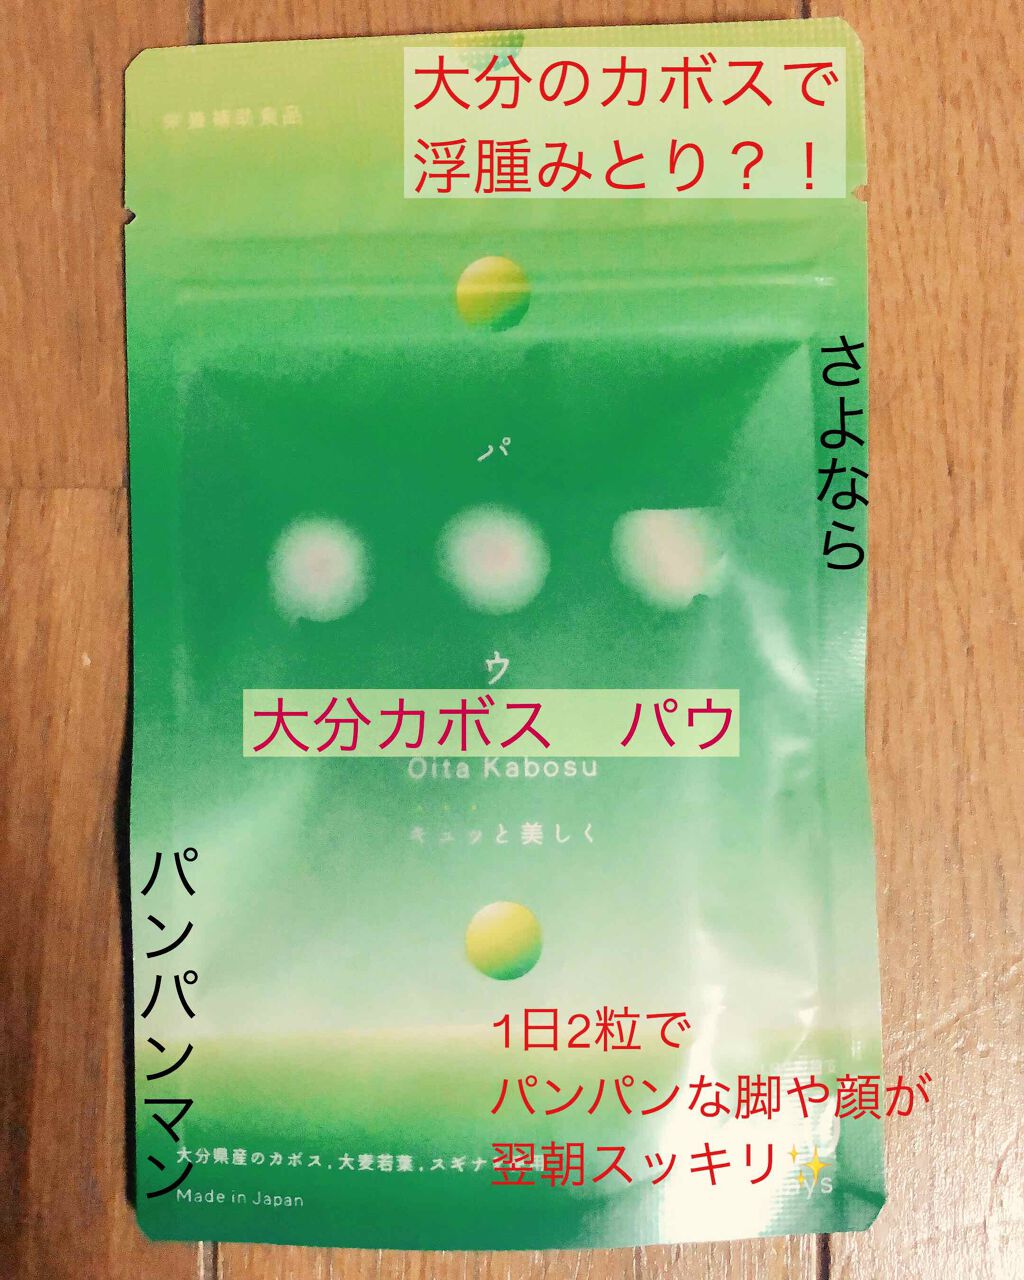 大分のカボスで
浮腫みとり？！
栄養補助食品
さよなら
パ
ウ
大分カボス　パウ
Oita Kabosu
キュッと美しく
パンパンマン
1日2粒で
パンパンな脚や顔が
翌朝スッキリ✨
大分県産のカボス,大麦若葉,スギナ
Made in Japan